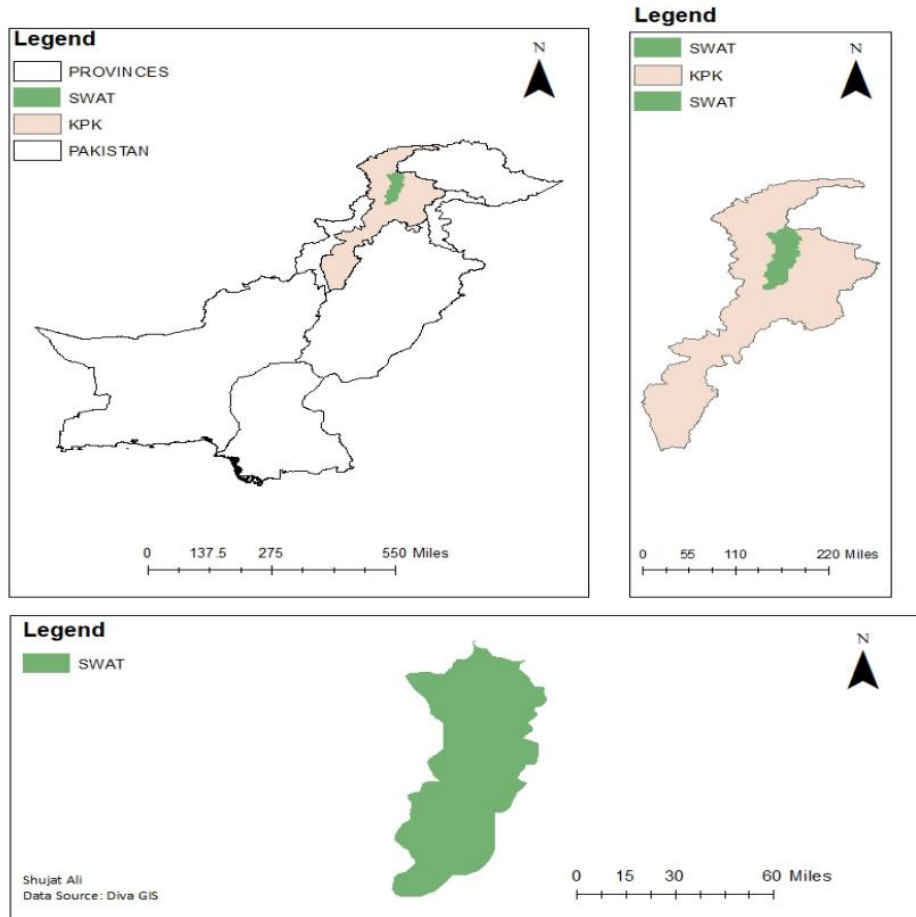 Legend
PROVINCES
SWAT
KPK
PAKISTAN
N
0 137.5 275 550 Miles
Legend
SWAT
KPK
SWAT
N
0 55 110 220 Miles
Legend
SWAT
N
Shujat Ali
Data Source: Diva GIS
0 15 30 60 Miles